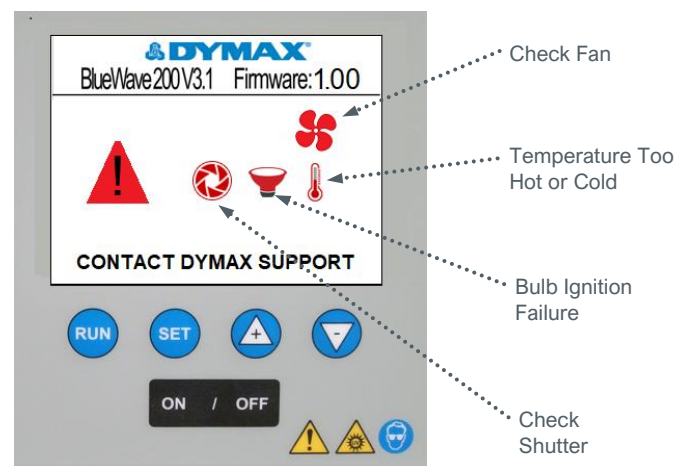 DYMAX
BlueWave 200 V3.1 Firmware: 1.00
!
CONTACT DYMAX SUPPORT
RUN
SET
+
-
ON / OFF
!
Check Fan
Temperature Too
Hot or Cold
Bulb Ignition
Failure
Check
Shutter